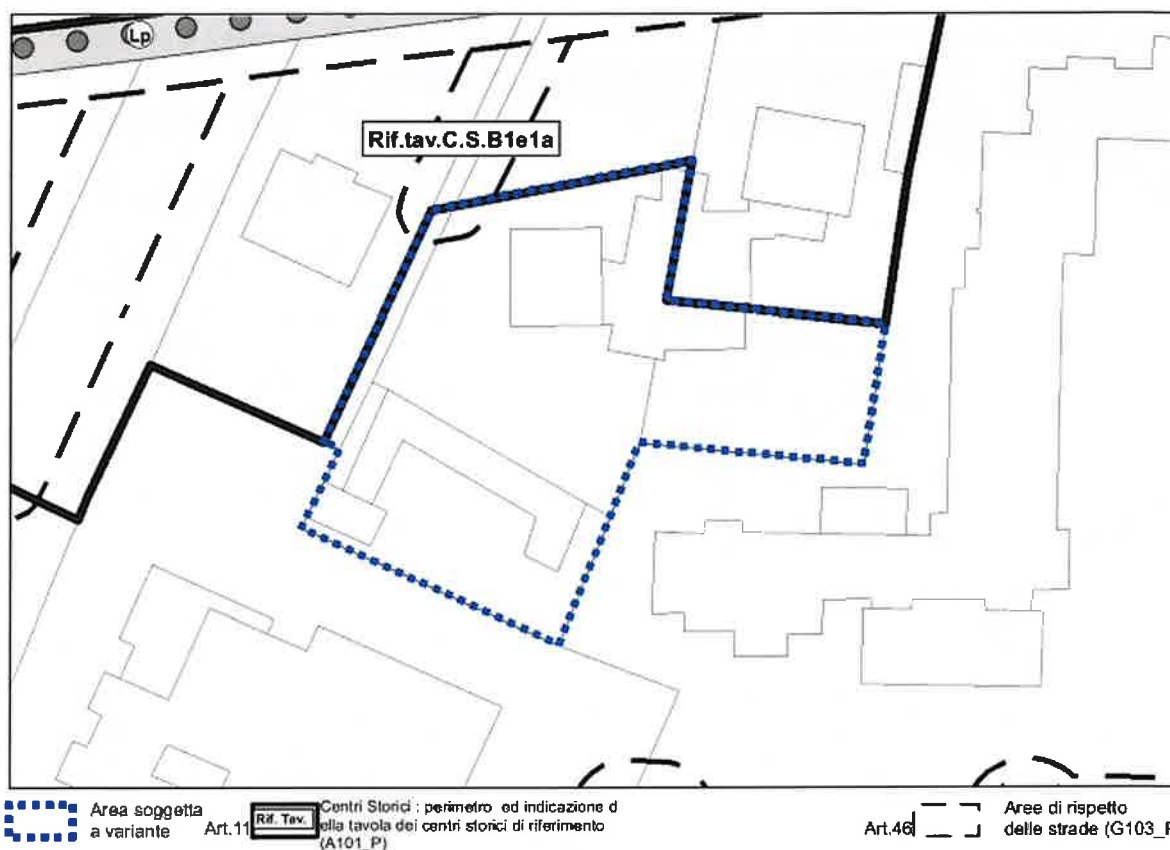 Lp
Rif.tav.C.S.B1e1a
Area soggetta
a variante
Art.11
Rif. Tav.
Centri Storici : perimetro ed indicazione d
ella tavola dei centri storici di riferimento
(A101_P)
Art.46
Aree di rispetto
delle strade (G103_P